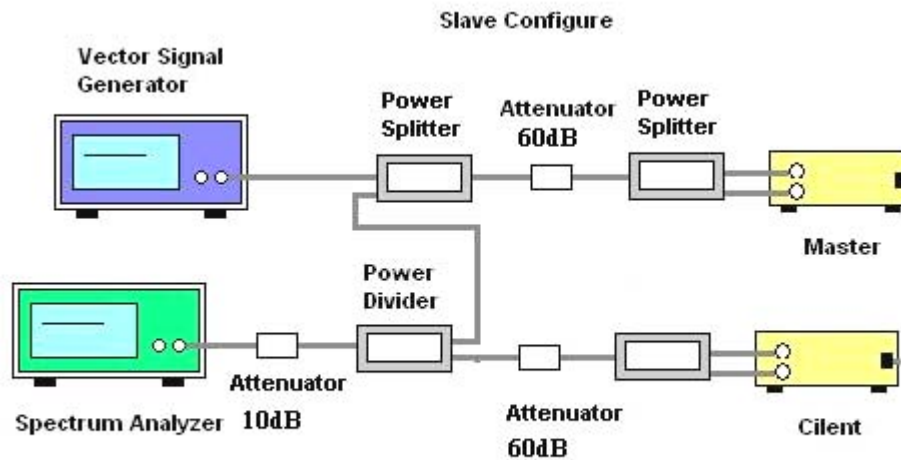 Slave Configure
Vector Signal
Generator
Power
Splitter
Attenuator
60dB
Power
Splitter
Master
Power
Divider
Attenuator
10dB
Spectrum Analyzer
Attenuator
60dB
Cilent